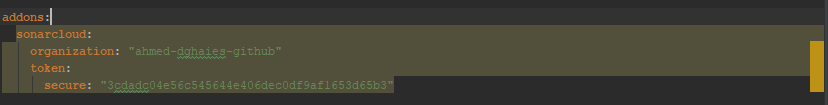 addons:
sonarcloud:
organization: "ahmed-dghaies-github"
token:
secure: "3cdadc04e56c545644e406dec0df9af1653d65b3"